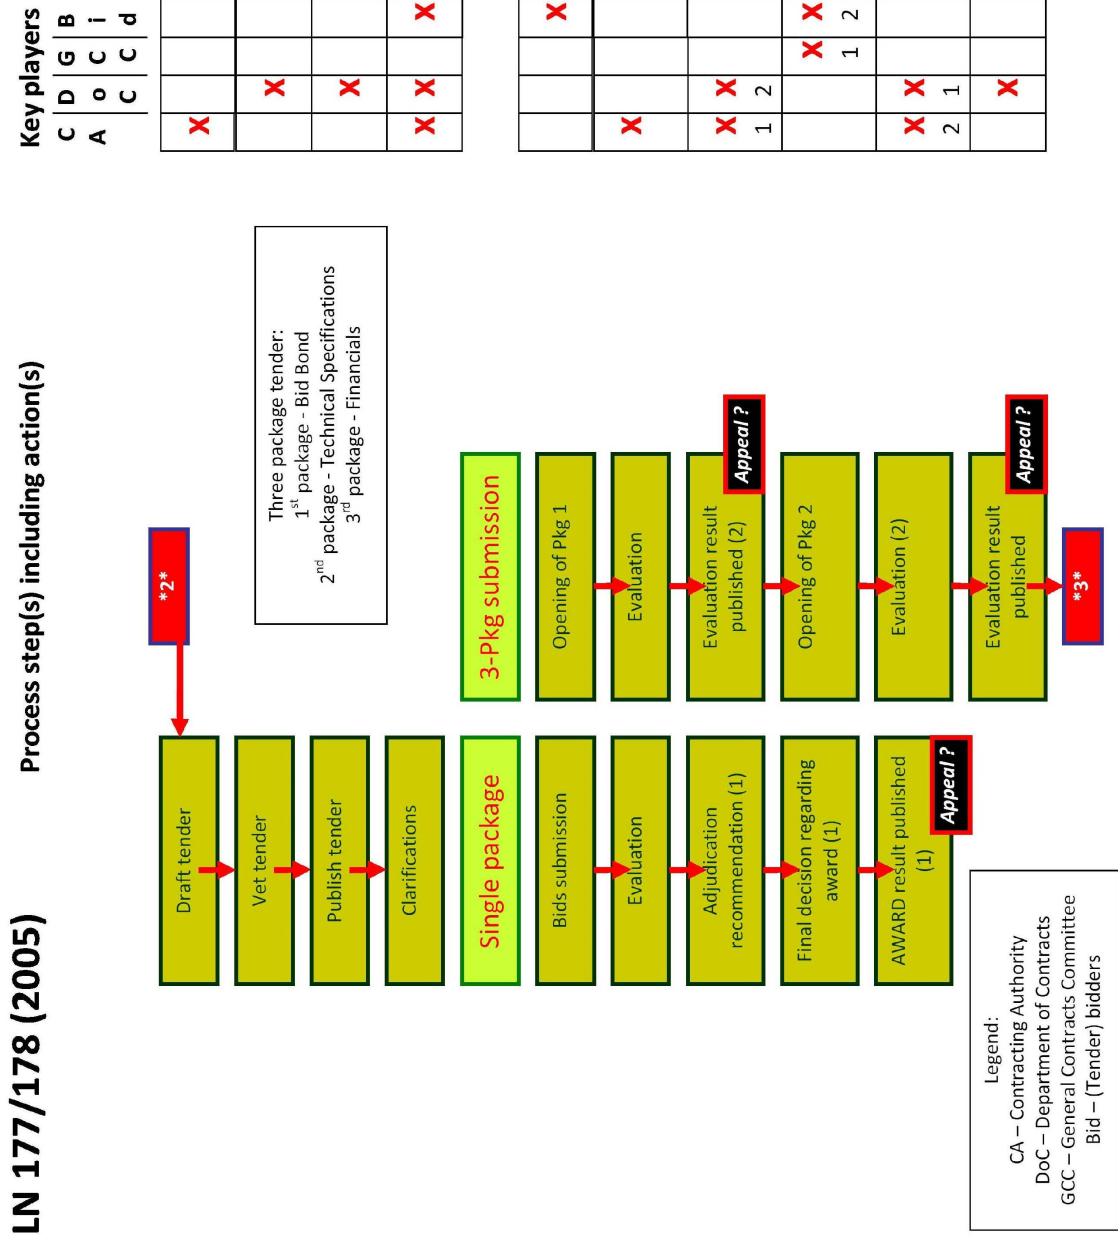 LN 177/178 (2005)
Process step(s) including action(s)
Key players
C D G B
A o C i
C C d
*2*
Draft tender
X
Vet tender
X
Publish tender
X
Clarifications
X X X
Three package tender:
1st package - Bid Bond
2nd package - Technical Specifications
3rd package - Financials
Single package
3-Pkg submission
Bids submission
Opening of Pkg 1
X
Evaluation
Evaluation
X
Adjudication
recommendation (1)
Evaluation result
published (2)
Appeal ?
X X
1 2
Final decision regarding
award (1)
Opening of Pkg 2
X X
1 2
AWARD result published
(1)
Appeal ?
Evaluation (2)
X X
2 1
Evaluation result
published
Appeal ?
X
*3*
Legend:
CA – Contracting Authority
DoC – Department of Contracts
GCC – General Contracts Committee
Bid – (Tender) bidders